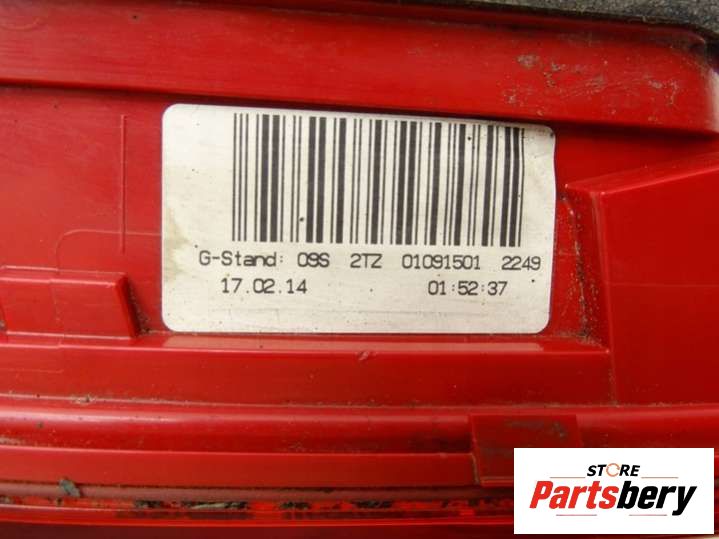 G-Stand: 09S 2TZ 01091501 2249
17.02.14 01:52:37
STORE
Partsbery